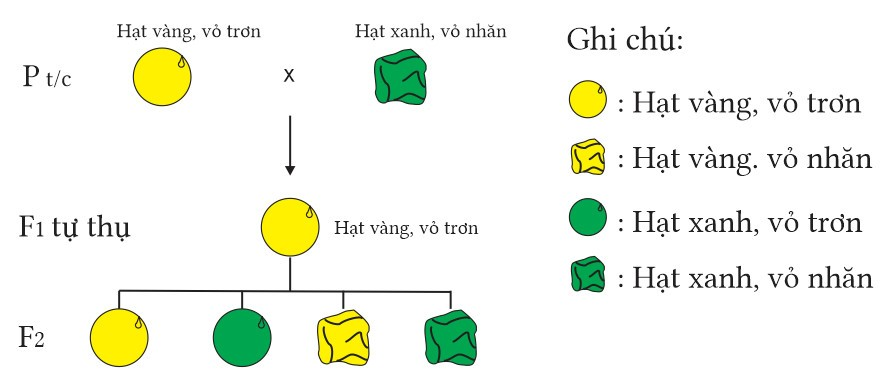 Hạt vàng, vỏ trơn
Hạt xanh, vỏ nhăn
P t/c
x
F1 tự thụ
Hạt vàng, vỏ trơn
F2
Ghi chú:
: Hạt vàng, vỏ trơn
: Hạt vàng. vỏ nhăn
: Hạt xanh, vỏ trơn
: Hạt xanh, vỏ nhăn